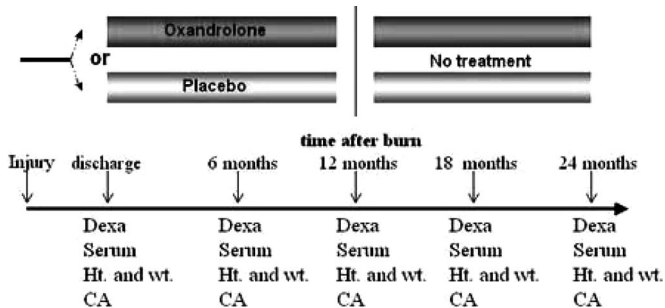 Oxandrolone
or
No treatment
Placebo
time after burn
Injury discharge 6 months 12 months 18 months 24 months
Dexa Dexa Dexa Dexa Dexa
Serum Serum Serum Serum Serum
Ht. and wt. Ht. and wt. Ht. and wt. Ht. and wt. Ht. and wt.
CA CA CA CA CA